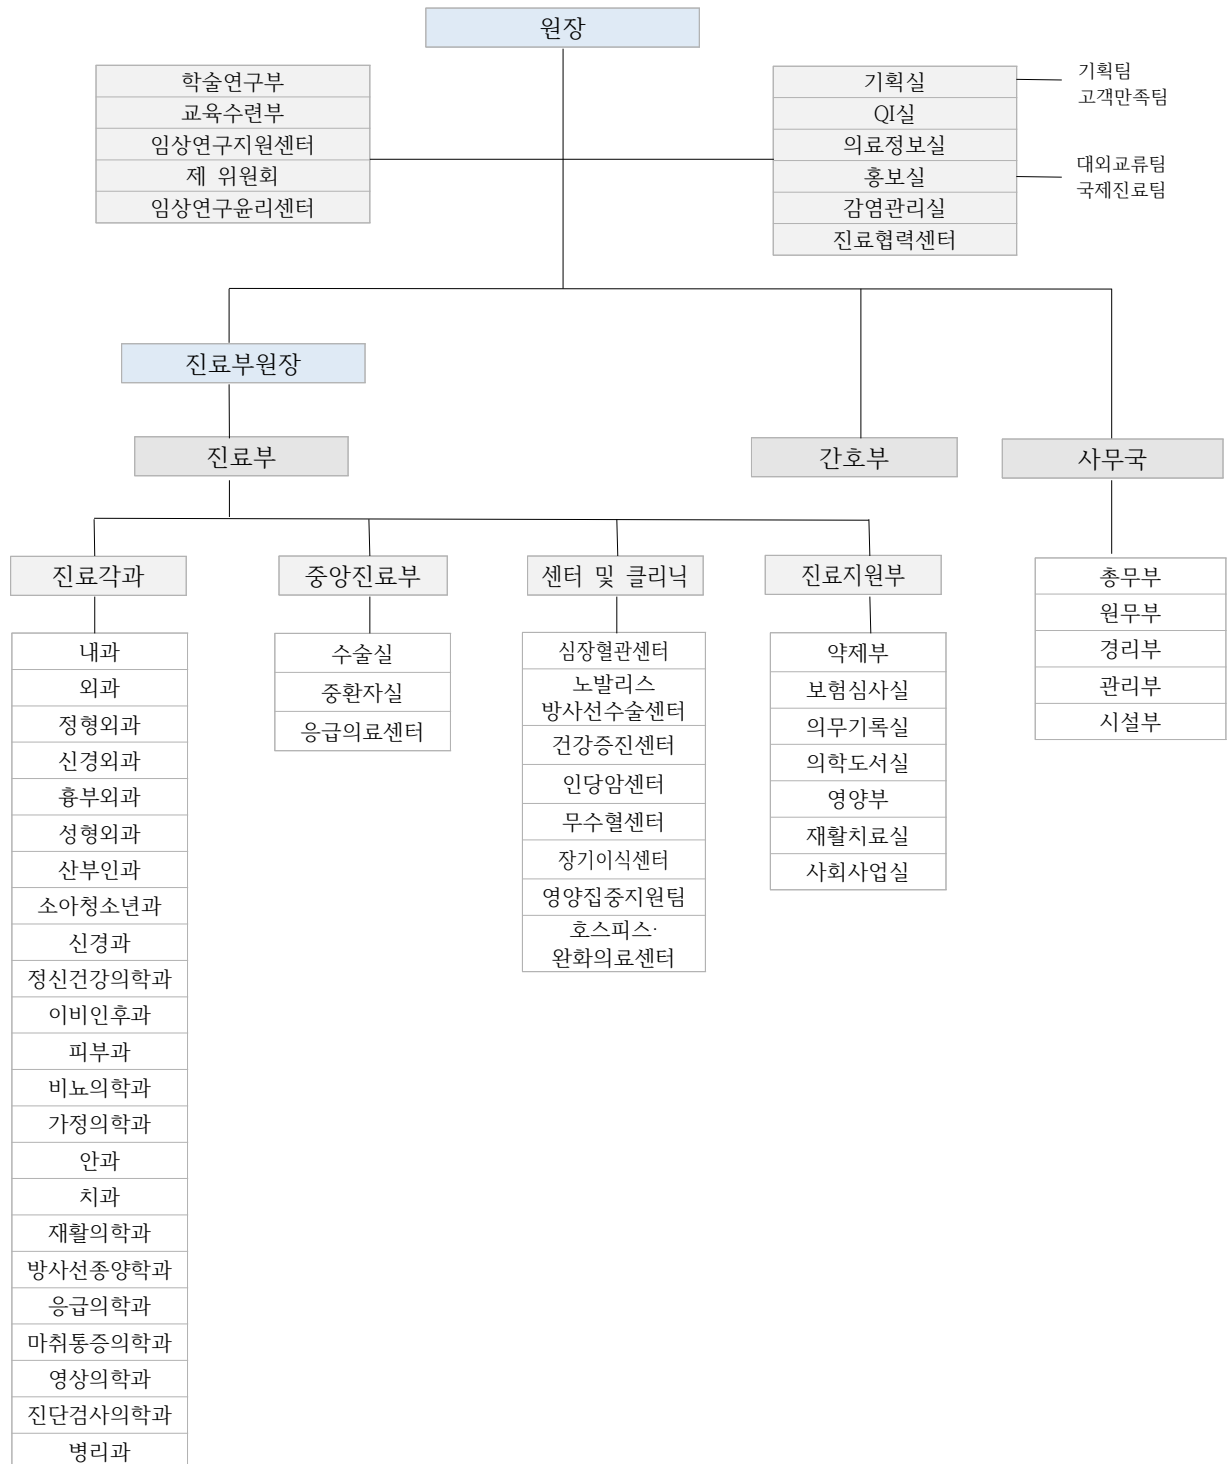 원장
학술연구부
교육수련부
임상연구지원센터
제 위원회
임상연구윤리센터
기획실
QI실
의료정보실
홍보실
감염관리실
진료협력센터
기획팀
고객만족팀
대외교류팀
국제진료팀
진료부원장
진료부
간호부
사무국
진료각과
중앙진료부
센터 및 클리닉
진료지원부
내과
외과
정형외과
신경외과
흉부외과
성형외과
산부인과
소아청소년과
신경과
정신건강의학과
이비인후과
피부과
비뇨의학과
가정의학과
안과
치과
재활의학과
방사선종양학과
응급의학과
마취통증의학과
영상의학과
진단검사의학과
병리과
수술실
중환자실
응급의료센터
심장혈관센터
노발리스
방사선수술센터
건강증진센터
인당암센터
무수혈센터
장기이식센터
영양집중지원팀
호스피스·
완화의료센터
약제부
보험심사실
의무기록실
의학도서실
영양부
재활치료실
사회사업실
총무부
원무부
경리부
관리부
시설부